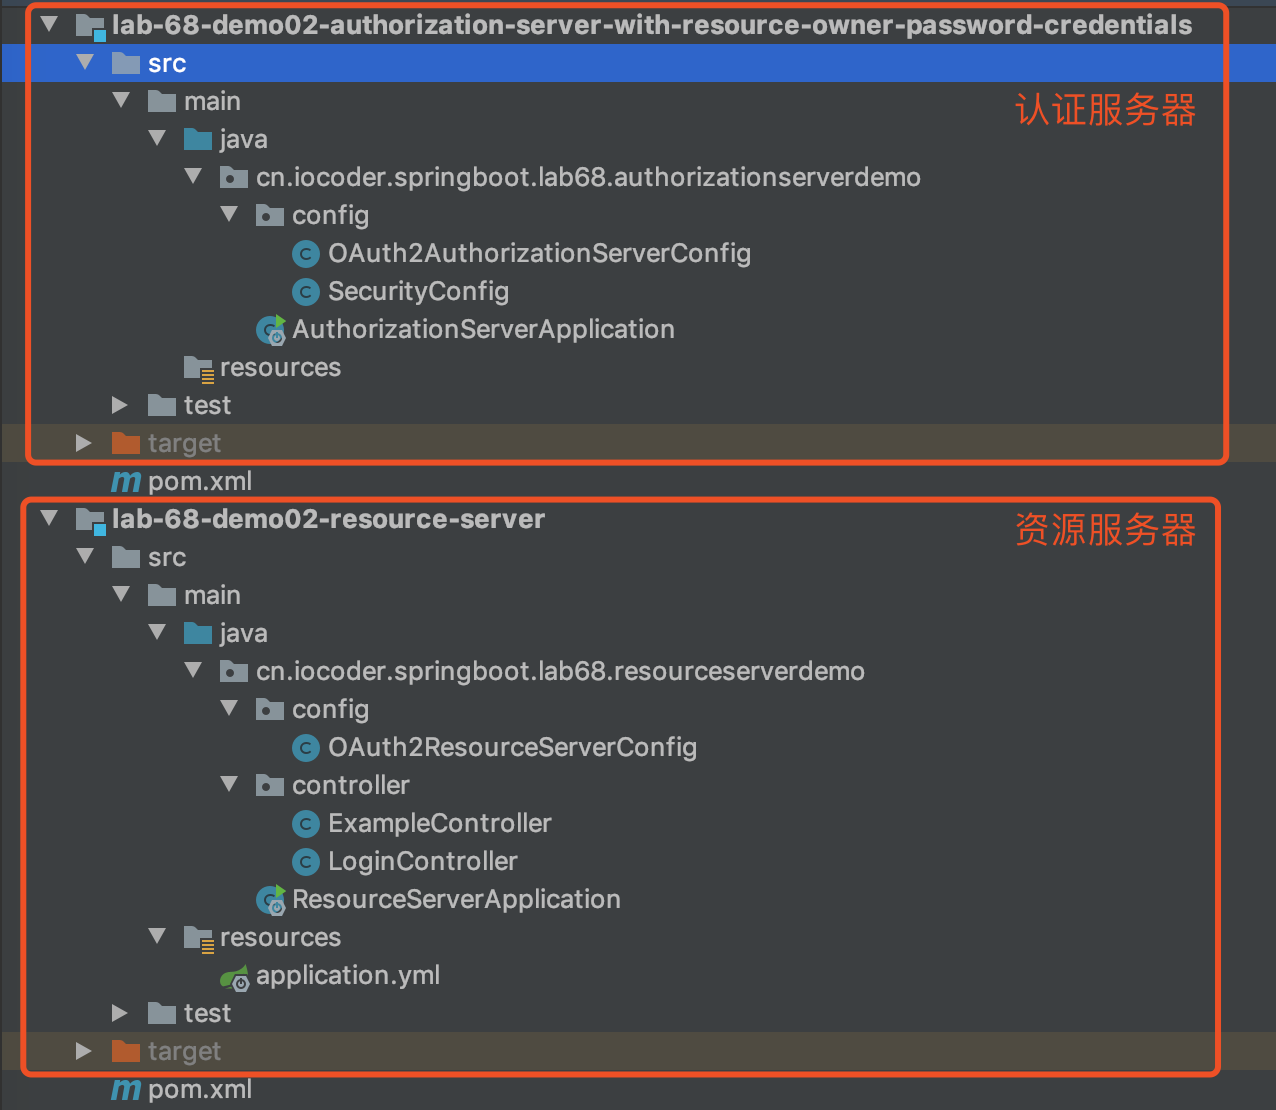 lab-68-demo02-authorization-server-with-resource-owner-password-credentials
src
main
认证服务器
java
cn.iocoder.springboot.lab68.authorizationserverdemo
config
OAuth2AuthorizationServerConfig
SecurityConfig
AuthorizationServerApplication
resources
test
target
pom.xml
lab-68-demo02-resource-server
资源服务器
src
main
java
cn.iocoder.springboot.lab68.resourceserverdemo
config
OAuth2ResourceServerConfig
controller
ExampleController
LoginController
ResourceServerApplication
resources
application.yml
test
target
pom.xml